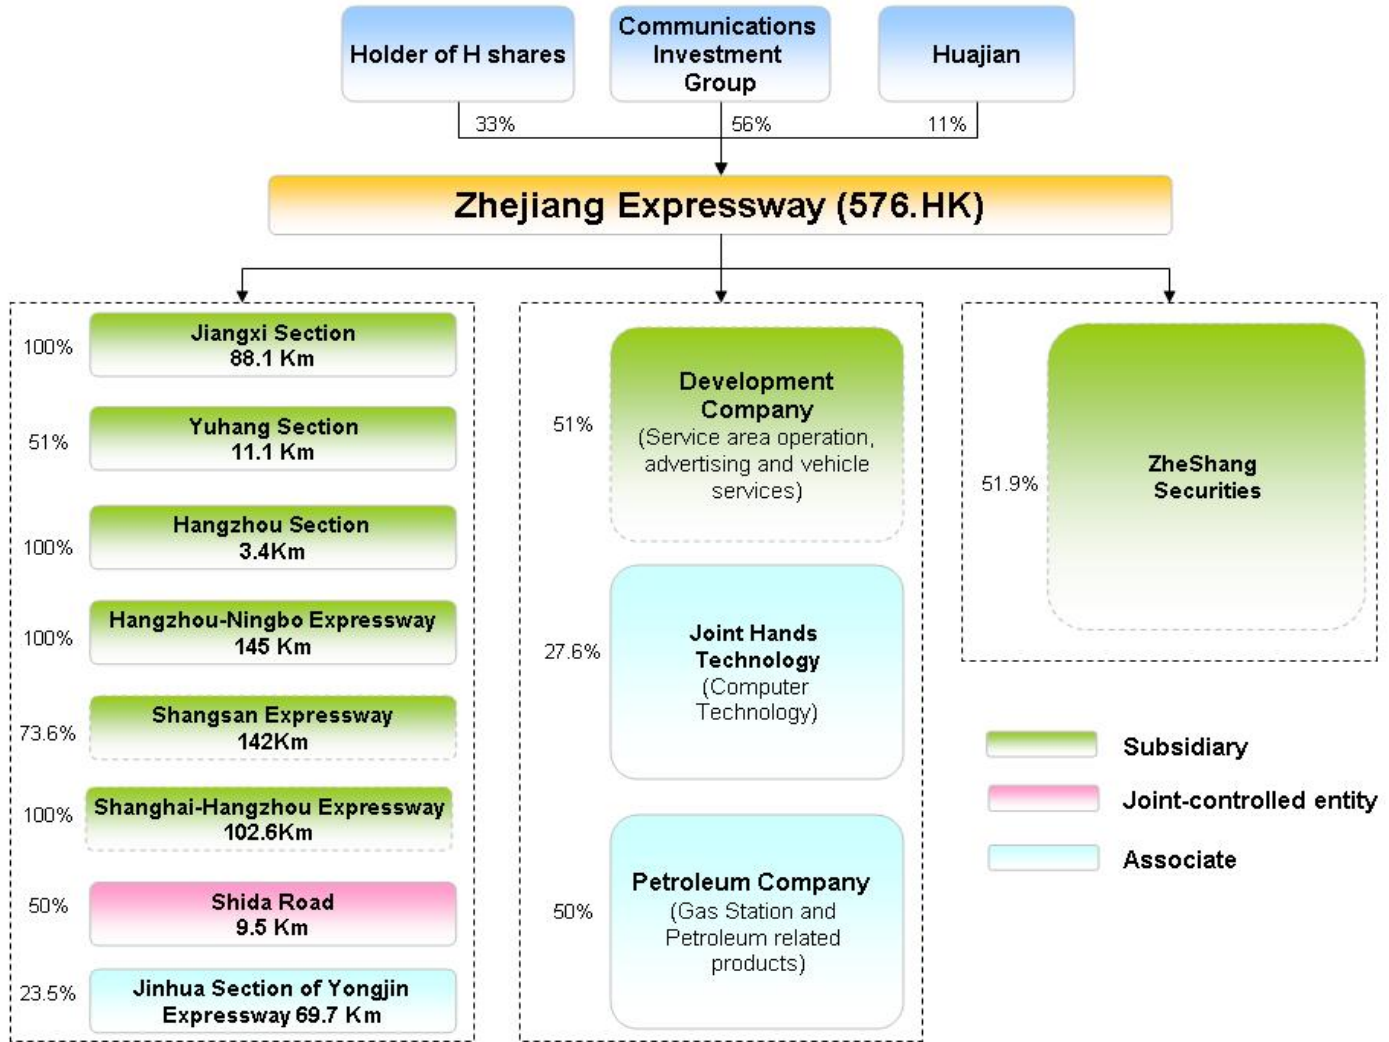 Holder of H shares
Communications
Investment
Group
Huajian
33%
56%
11%
Zhejiang Expressway (576.HK)
100%
Jiangxi Section
88.1 Km
51%
Yuhang Section
11.1 Km
100%
Hangzhou Section
3.4Km
100%
Hangzhou-Ningbo Expressway
145 Km
73.6%
Shangsan Expressway
142Km
100%
Shanghai-Hangzhou Expressway
102.6Km
50%
Shida Road
9.5 Km
23.5%
Jinhua Section of Yongjin
Expressway 69.7 Km
51%
Development
Company
(Service area operation,
advertising and vehicle
services)
27.6%
Joint Hands
Technology
(Computer
Technology)
50%
Petroleum Company
(Gas Station and
Petroleum related
products)
51.9%
ZheShang
Securities
Subsidiary
Joint-controlled entity
Associate